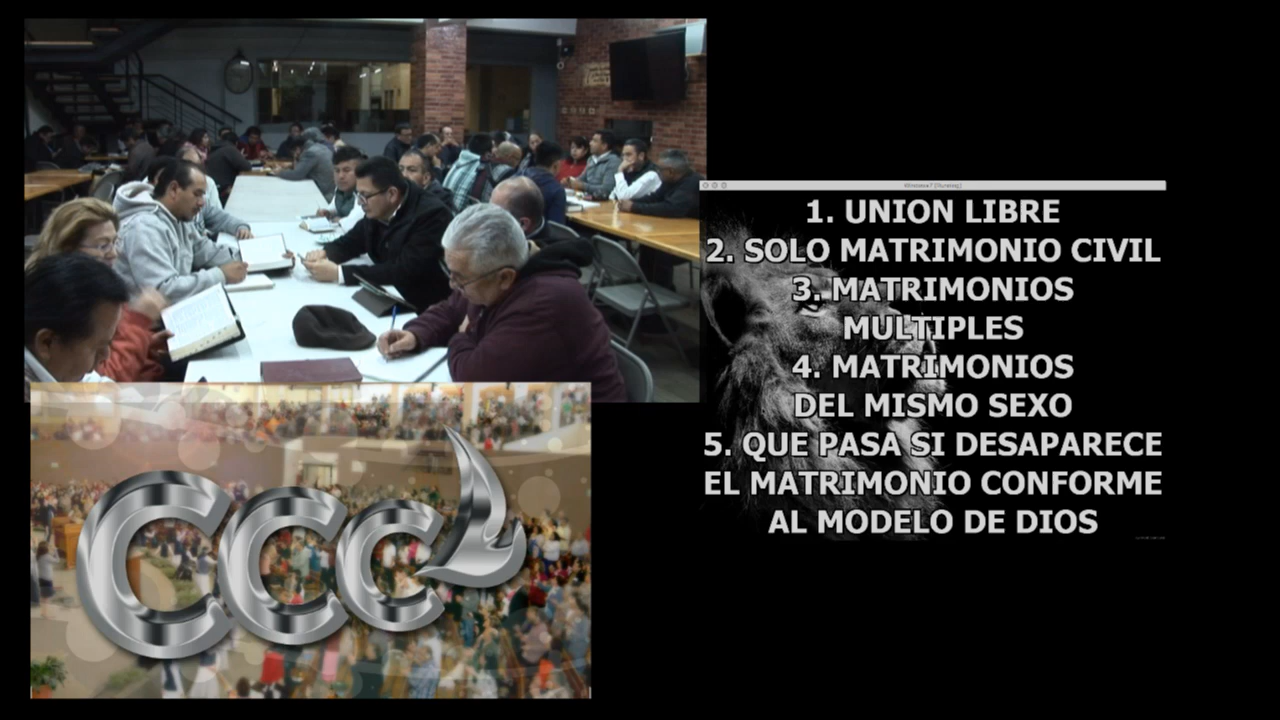 1. UNION LIBRE
2. SOLO MATRIMONIO CIVIL
3. MATRIMONIOS
MULTIPLES
4. MATRIMONIOS
DEL MISMO SEXO
5. QUE PASA SI DESAPARECE
EL MATRIMONIO CONFORME
AL MODELO DE DIOS
CCC